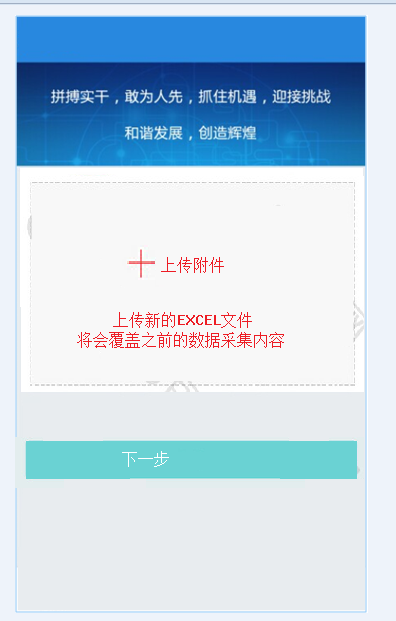 拼搏实干，敢为人先，抓住机遇，迎接挑战
和谐发展，创造辉煌
上传附件
上传新的EXCEL文件
将会覆盖之前的数据采集内容
下一步